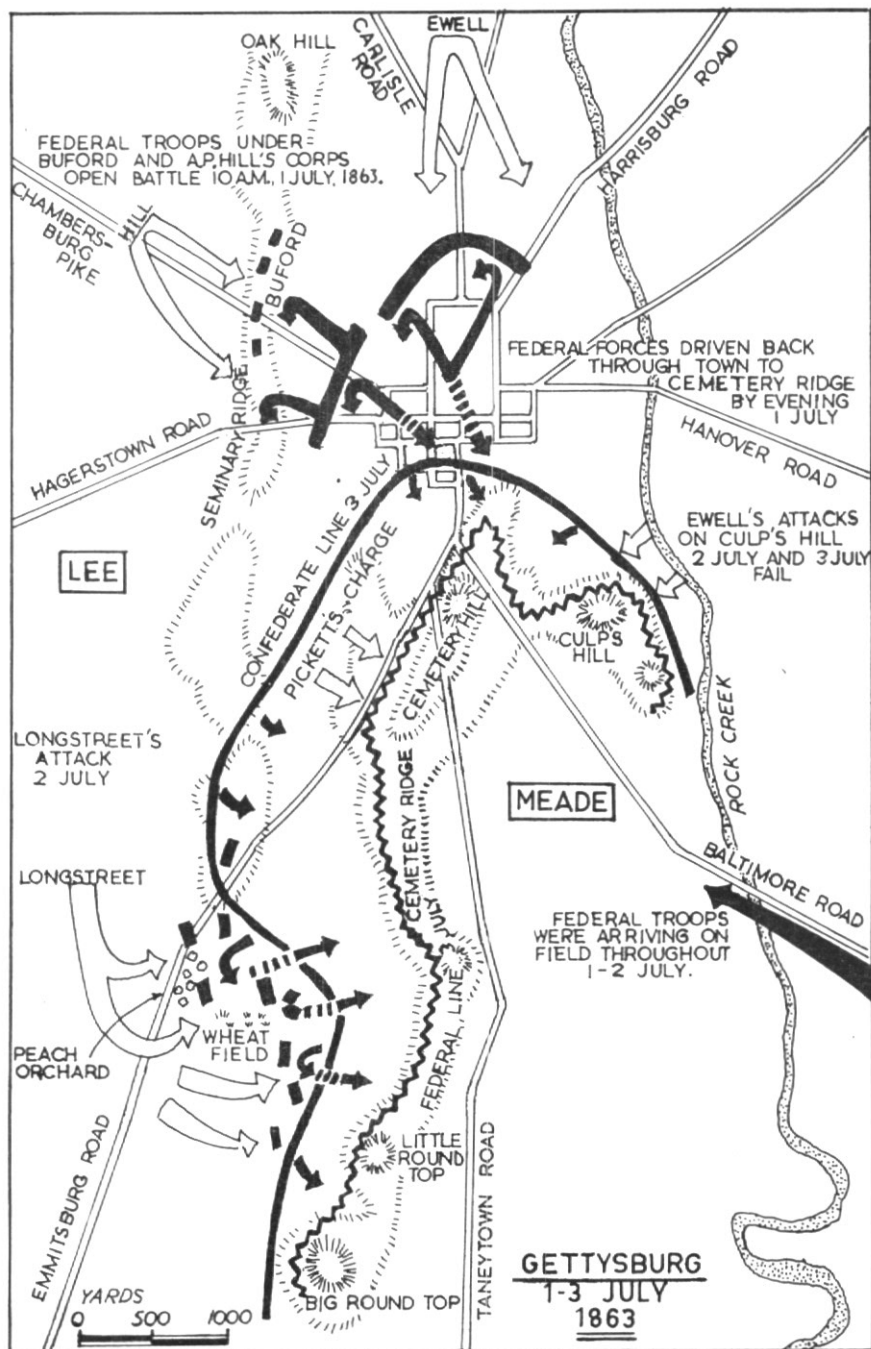 EWELL
CARLISLE
ROAD
OAK HILL
HARRISBURG ROAD
FEDERAL TROOPS UNDER
BUFORD AND A.P. HILL'S CORPS
OPEN BATTLE 10 A.M., 1 JULY, 1863.
CHAMBERS-
BURG
PIKE
HILL
BUFORD
FEDERAL FORCES DRIVEN BACK
THROUGH TOWN TO
CEMETERY RIDGE
BY EVENING
1 JULY
HANOVER ROAD
HAGERSTOWN ROAD
SEMINARY RIDGE
EWELL'S ATTACKS
ON CULP'S HILL
2 JULY AND 3 JULY
FAIL
LEE
CONFEDERATE LINE 3 JULY
PICKETT'S CHARGE
CEMETERY HILL
CULPS
HILL
ROCK CREEK
LONGSTREET'S
ATTACK
2 JULY
CEMETERY RIDGE
MEADE
BALTIMORE ROAD
LONGSTREET
FEDERAL TROOPS
WERE ARRIVING ON
FIELD THROUGHOUT
1-2 JULY.
FEDERAL LINE
JULY
WHEAT
FIELD
PEACH
ORCHARD
LITTLE
ROUND
TOP
EMMITSBURG ROAD
TANEYTOWN ROAD
BIG ROUND TOP
YARDS
0 500 1000
GETTYSBURG
1-3 JULY
1863